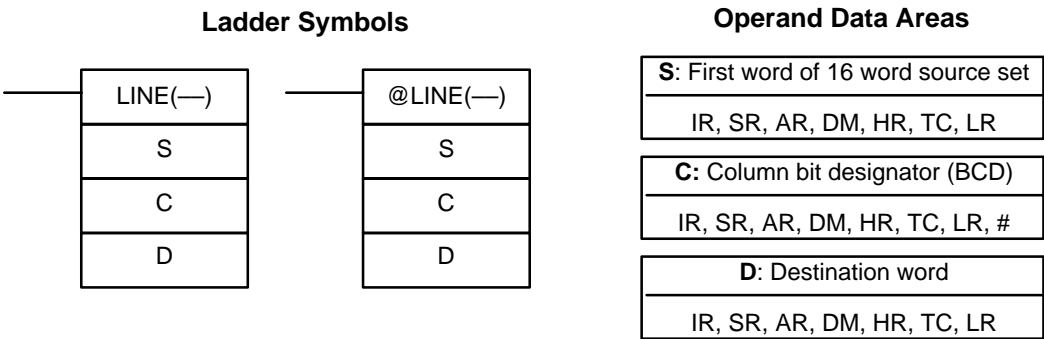 Ladder Symbols
LINE(––)
S
C
D
@LINE(––)
S
C
D
Operand Data Areas
S: First word of 16 word source set
IR, SR, AR, DM, HR, TC, LR
C: Column bit designator (BCD)
IR, SR, AR, DM, HR, TC, LR, #
D: Destination word
IR, SR, AR, DM, HR, TC, LR